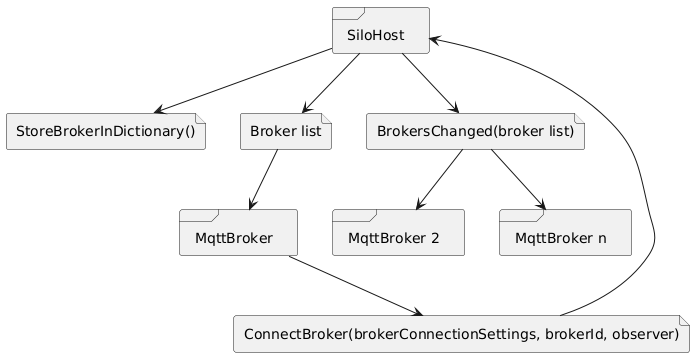 SiloHost
StoreBrokerInDictionary()
Broker list
BrokersChanged(broker list)
MqttBroker
MqttBroker 2
MqttBroker n
ConnectBroker(brokerConnectionSettings, brokerId, observer)